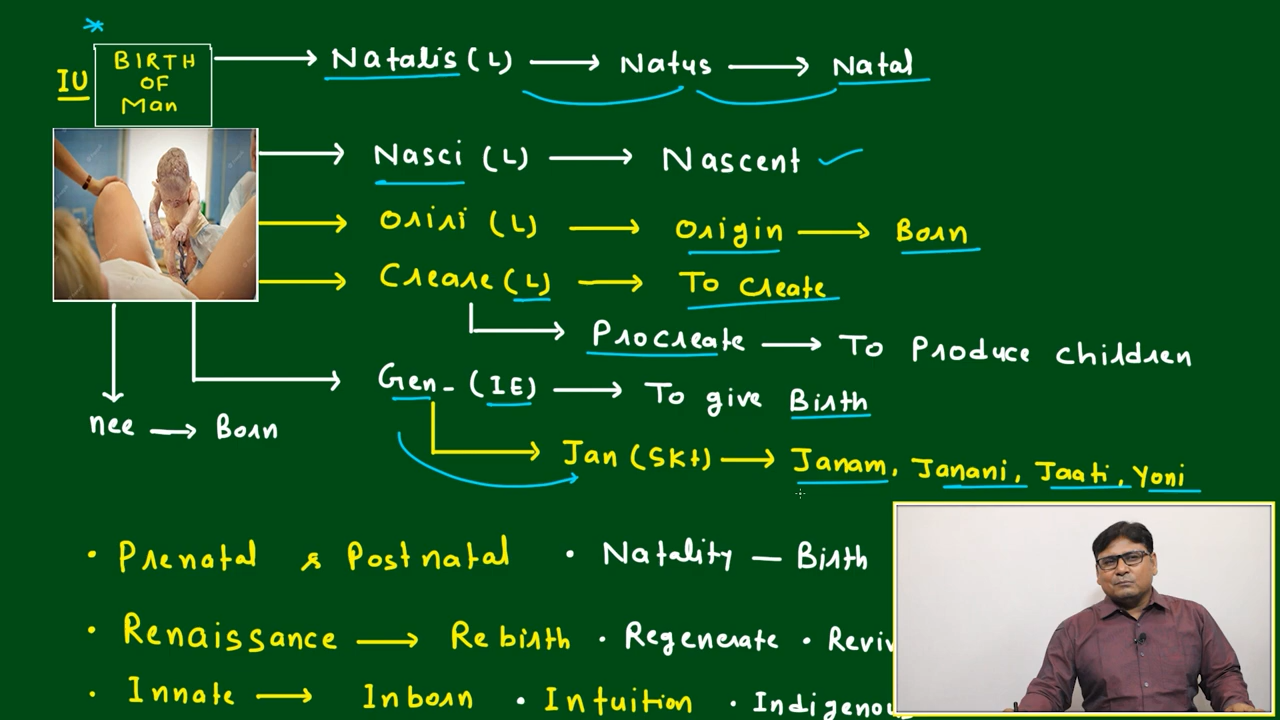 *
IU BIRTH OF Man → Natalis (L) → Natus → Natal
Nasci (L) → Nascent ✓
Oriri (L) → Origin → Born
Creare (L) → To Create
Procreate → To Produce children
Gen- (IE) → To give Birth
nee → Born
Jan (Skt) → Janam, Janani, Jaati, Yoni
• Prenatal & Postnatal • Natality – Birth
• Renaissance → Rebirth • Regenerate • Reviv
• Innate → Inborn • Intuition • Indigenou